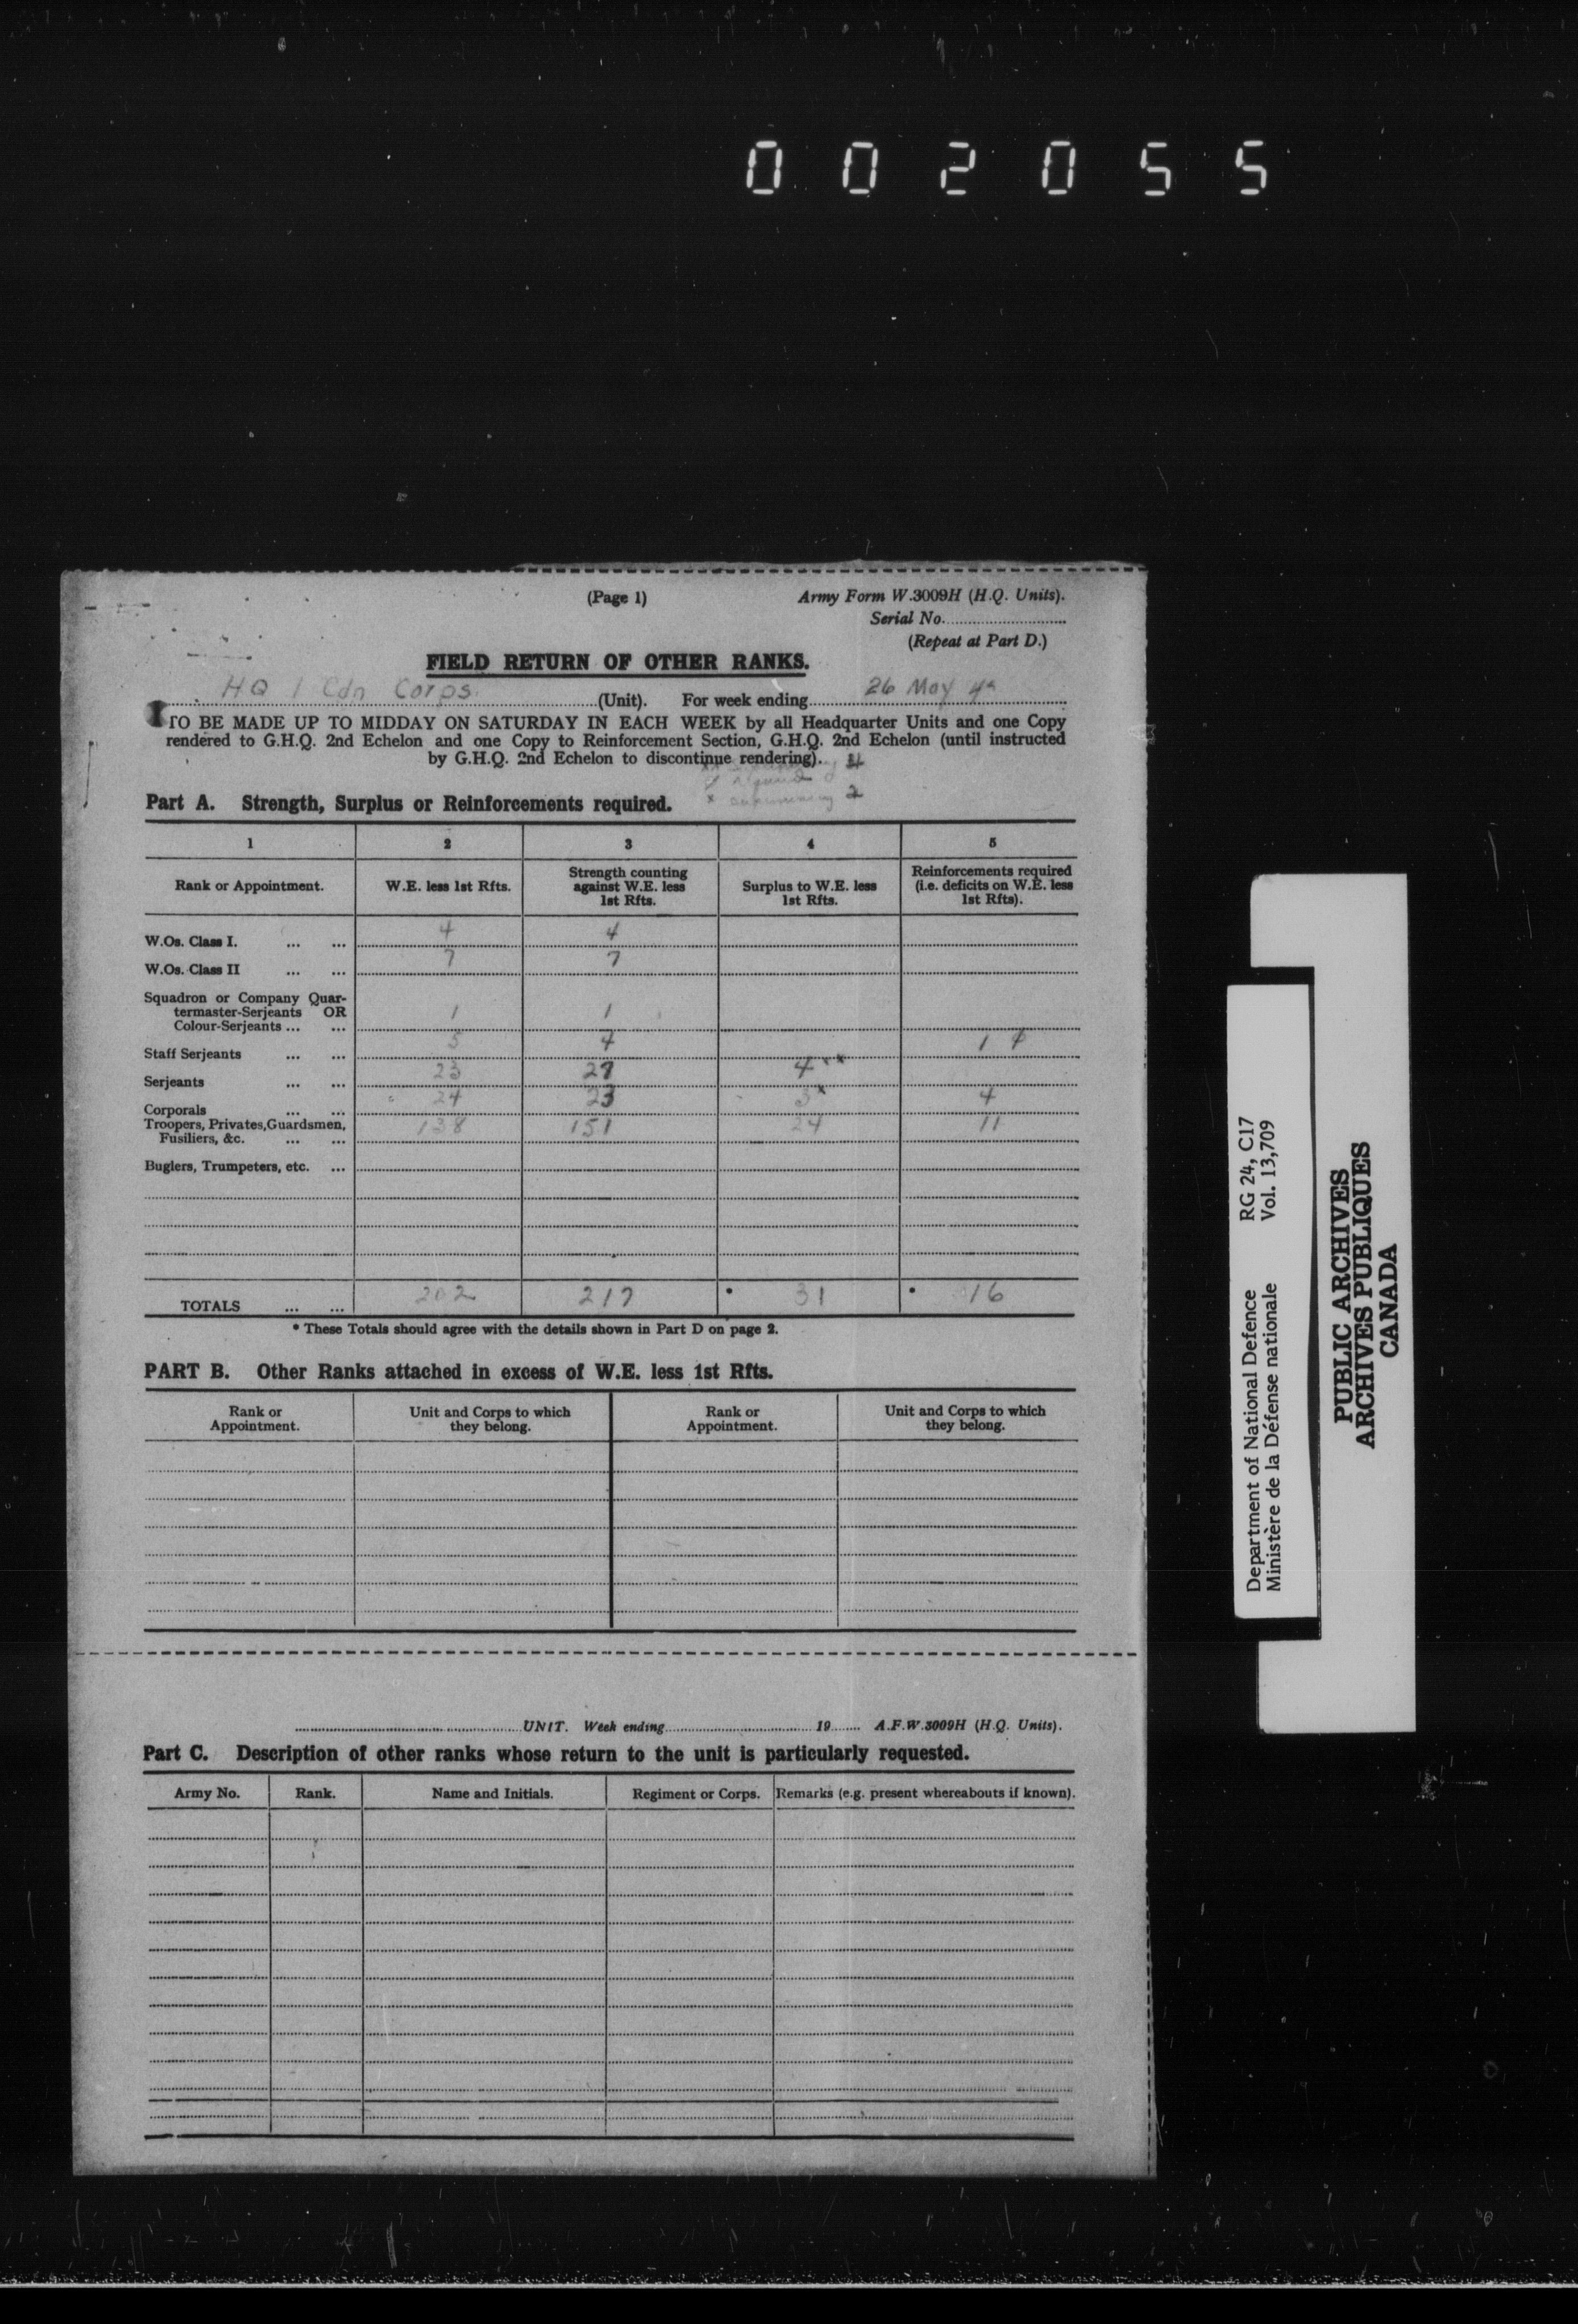 002055
(Page 1)
Army Form W.3009H (H.Q. Units).
Serial No.
(Repeat at Part D.)
FIELD RETURN OF OTHER RANKS.
HQ 1 Cdn Corps (Unit). For week ending 26 May
TO BE MADE UP TO MIDDAY ON SATURDAY IN EACH WEEK by all Headquarter Units and one Copy
rendered to G.H.Q. 2nd Echelon and one Copy to Reinforcement Section, G.H.Q. 2nd Echelon (until instructed
by G.H.Q. 2nd Echelon to discontinue rendering). 4
x 2
Part A. Strength, Surplus or Reinforcements required.
1 2 3 4 5
Rank or Appointment. W.E. less 1st Rfts. Strength counting against W.E. less 1st Rfts. Surplus to W.E. less 1st Rfts. Reinforcements required (i.e. deficits on W.E. less 1st Rfts).
W.Os. Class I. ... ... 4 4
W.Os. Class II ... ... 7 7
Squadron or Company Quar-
termaster-Serjeants OR
Colour-Serjeants ... ... 1 1
Staff Serjeants ... ... 5 4 1
Serjeants ... ... 23 27 4 xx
Corporals ... ... 24 23 3 x 4
Troopers, Privates, Guardsmen,
Fusiliers, &c. ... ... 138 151 24 11
Buglers, Trumpeters, etc. ...
TOTALS ... ... 202 217 * 31 * 16
* These Totals should agree with the details shown in Part D on page 2.
PART B. Other Ranks attached in excess of W.E. less 1st Rfts.
Rank or Appointment. Unit and Corps to which they belong. Rank or Appointment. Unit and Corps to which they belong.
UNIT. Week ending 19 A.F.W.3009H (H.Q. Units).
Part C. Description of other ranks whose return to the unit is particularly requested.
Army No. Rank. Name and Initials. Regiment or Corps. Remarks (e.g. present whereabouts if known).
Department of National Defence RG 24, C17
Ministère de la Défense nationale Vol. 13,709
PUBLIC ARCHIVES
ARCHIVES PUBLIQUES
CANADA